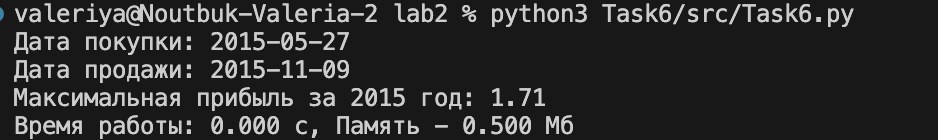 valeriya@Noutbuk-Valeria-2 lab2 % python3 Task6/src/Task6.py
Дата покупки: 2015-05-27
Дата продажи: 2015-11-09
Максимальная прибыль за 2015 год: 1.71
Время работы: 0.000 с, Память - 0.500 Мб